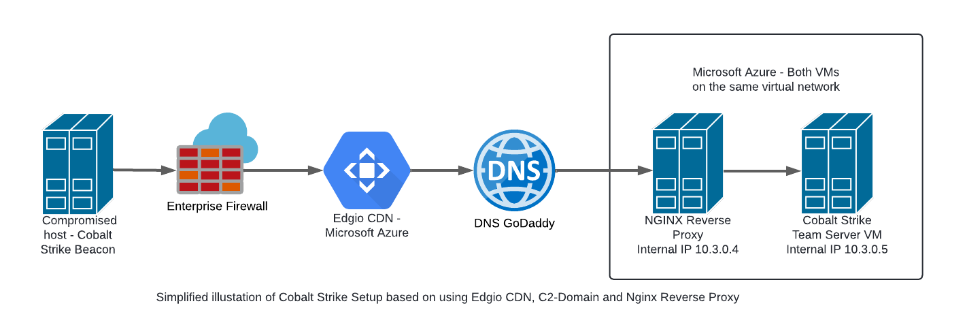 Microsoft Azure - Both VMs
on the same virtual network
DNS
Compromised
host - Cobalt
Strike Beacon
Enterprise Firewall
Edgio CDN -
Microsoft Azure
DNS GoDaddy
NGINX Reverse
Proxy
Internal IP 10.3.0.4
Cobalt Strike
Team Server VM
Internal IP 10.3.0.5
Simplified illustation of Cobalt Strike Setup based on using Edgio CDN, C2-Domain and Nginx Reverse Proxy